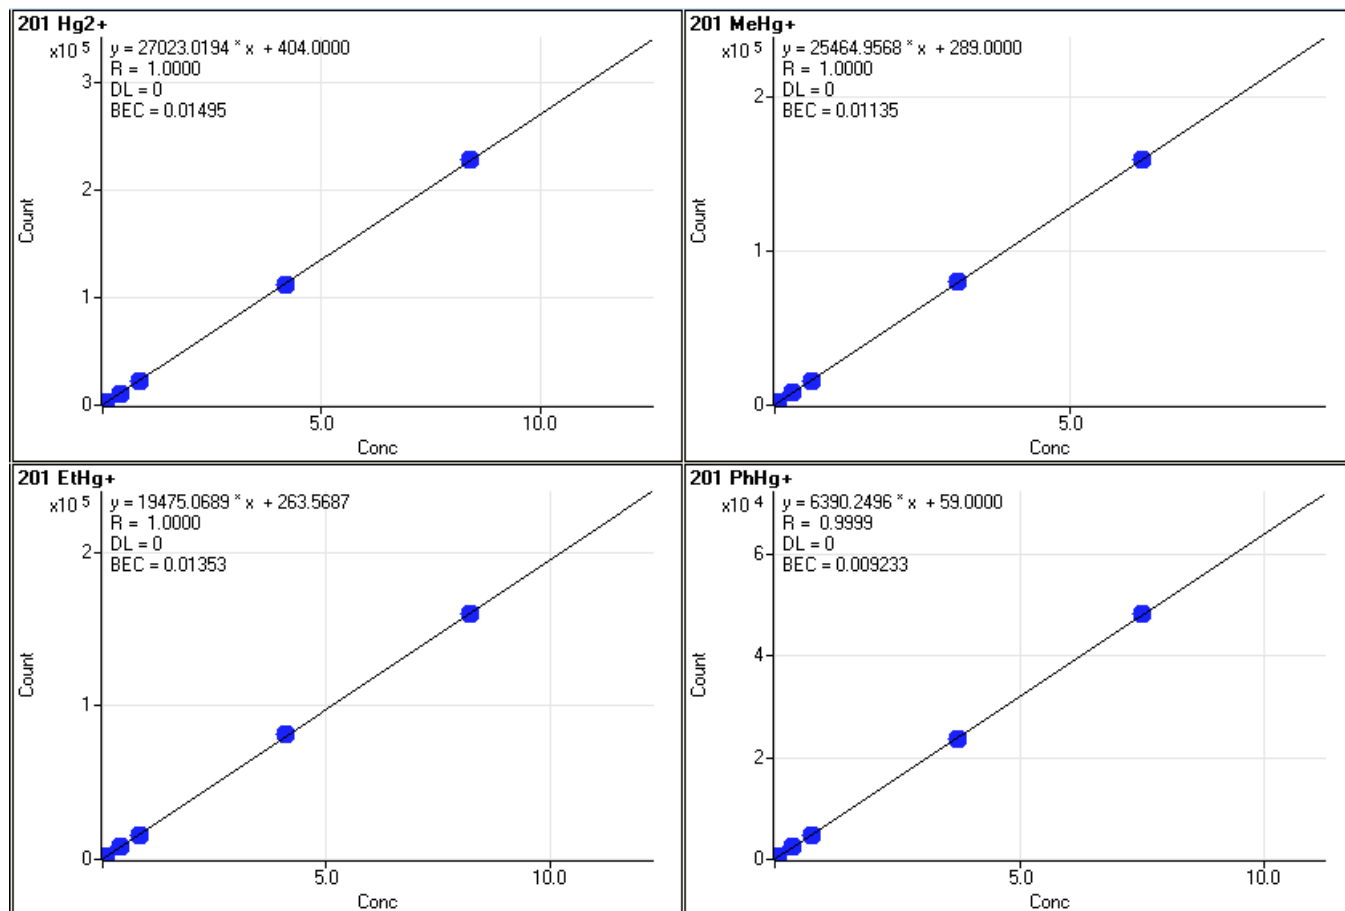 201 Hg2+
x10 5
y = 27023.0194 * x + 404.0000
R = 1.0000
DL = 0
BEC = 0.01495
3
2
1
0
Count
5.0
10.0
Conc
201 MeHg+
x10 5
y = 25464.9568 * x + 289.0000
R = 1.0000
DL = 0
BEC = 0.01135
2
1
0
Count
5.0
Conc
201 EtHg+
x10 5
y = 19475.0689 * x + 263.5687
R = 1.0000
DL = 0
BEC = 0.01353
2
1
0
Count
5.0
10.0
Conc
201 PhHg+
x10 4
y = 6390.2496 * x + 59.0000
R = 0.9999
DL = 0
BEC = 0.009233
6
4
2
0
Count
5.0
10.0
Conc